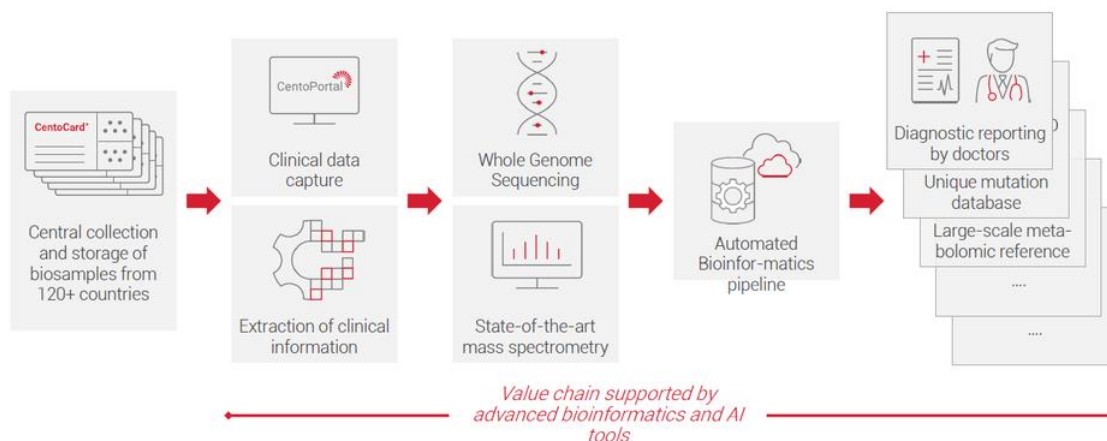 CentoCard*
Central collection
and storage of
biosamples from
120+ countries
CentoPortal
Clinical data
capture
Extraction of clinical
information
Whole Genome
Sequencing
State-of-the-art
mass spectrometry
Automated
Bioinfor-matics
pipeline
Diagnostic reporting
by doctors
Unique mutation
database
Large-scale meta-
bolomic reference
....
....
Value chain supported by
advanced bioinformatics and AI
tools